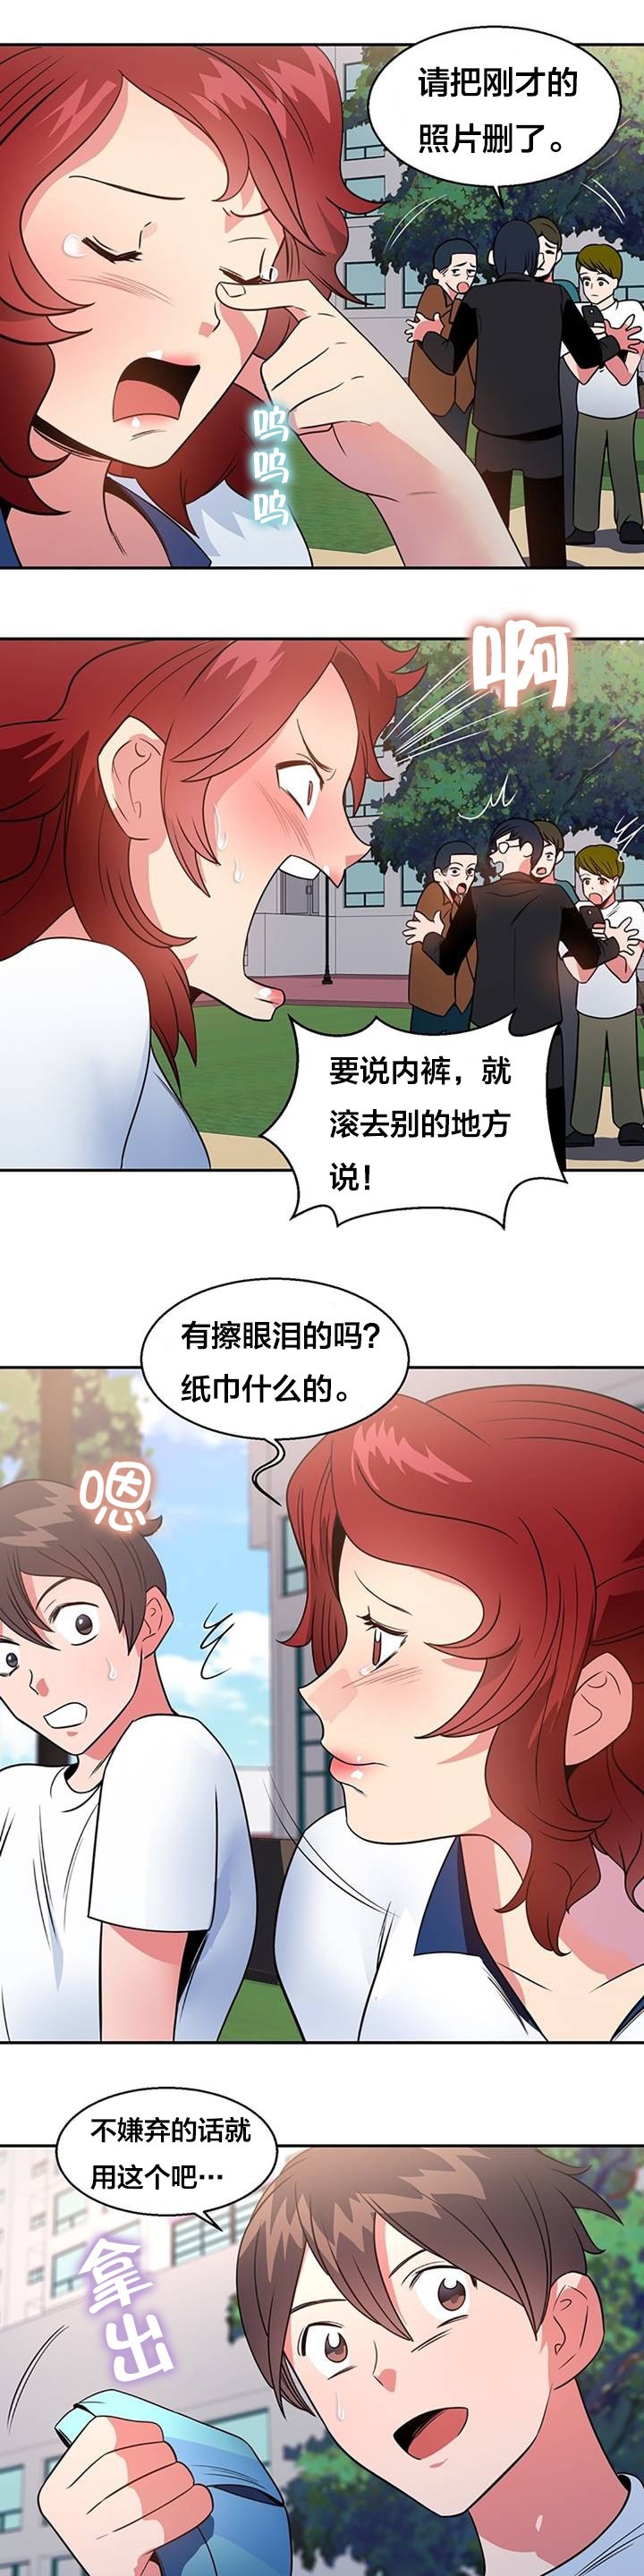 请把刚才的
照片删了。
呜
呜
呜
啊
要说内裤，就
滚去别的地方
说！
有擦眼泪的吗？
纸巾什么的。
嗯
不嫌弃的话就
用这个吧…
拿
出